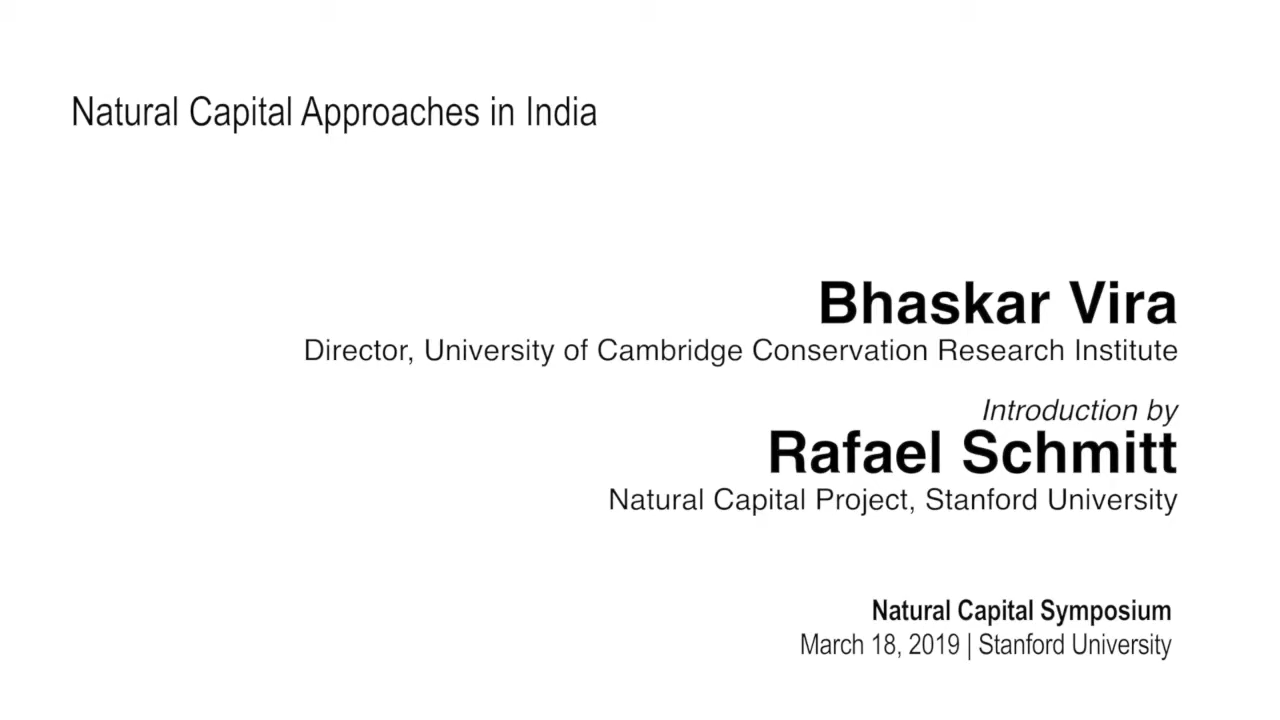 Natural Capital Approaches in India
Bhaskar Vira
Director, University of Cambridge Conservation Research Institute
Introduction by
Rafael Schmitt
Natural Capital Project, Stanford University
Natural Capital Symposium
March 18, 2019 | Stanford University